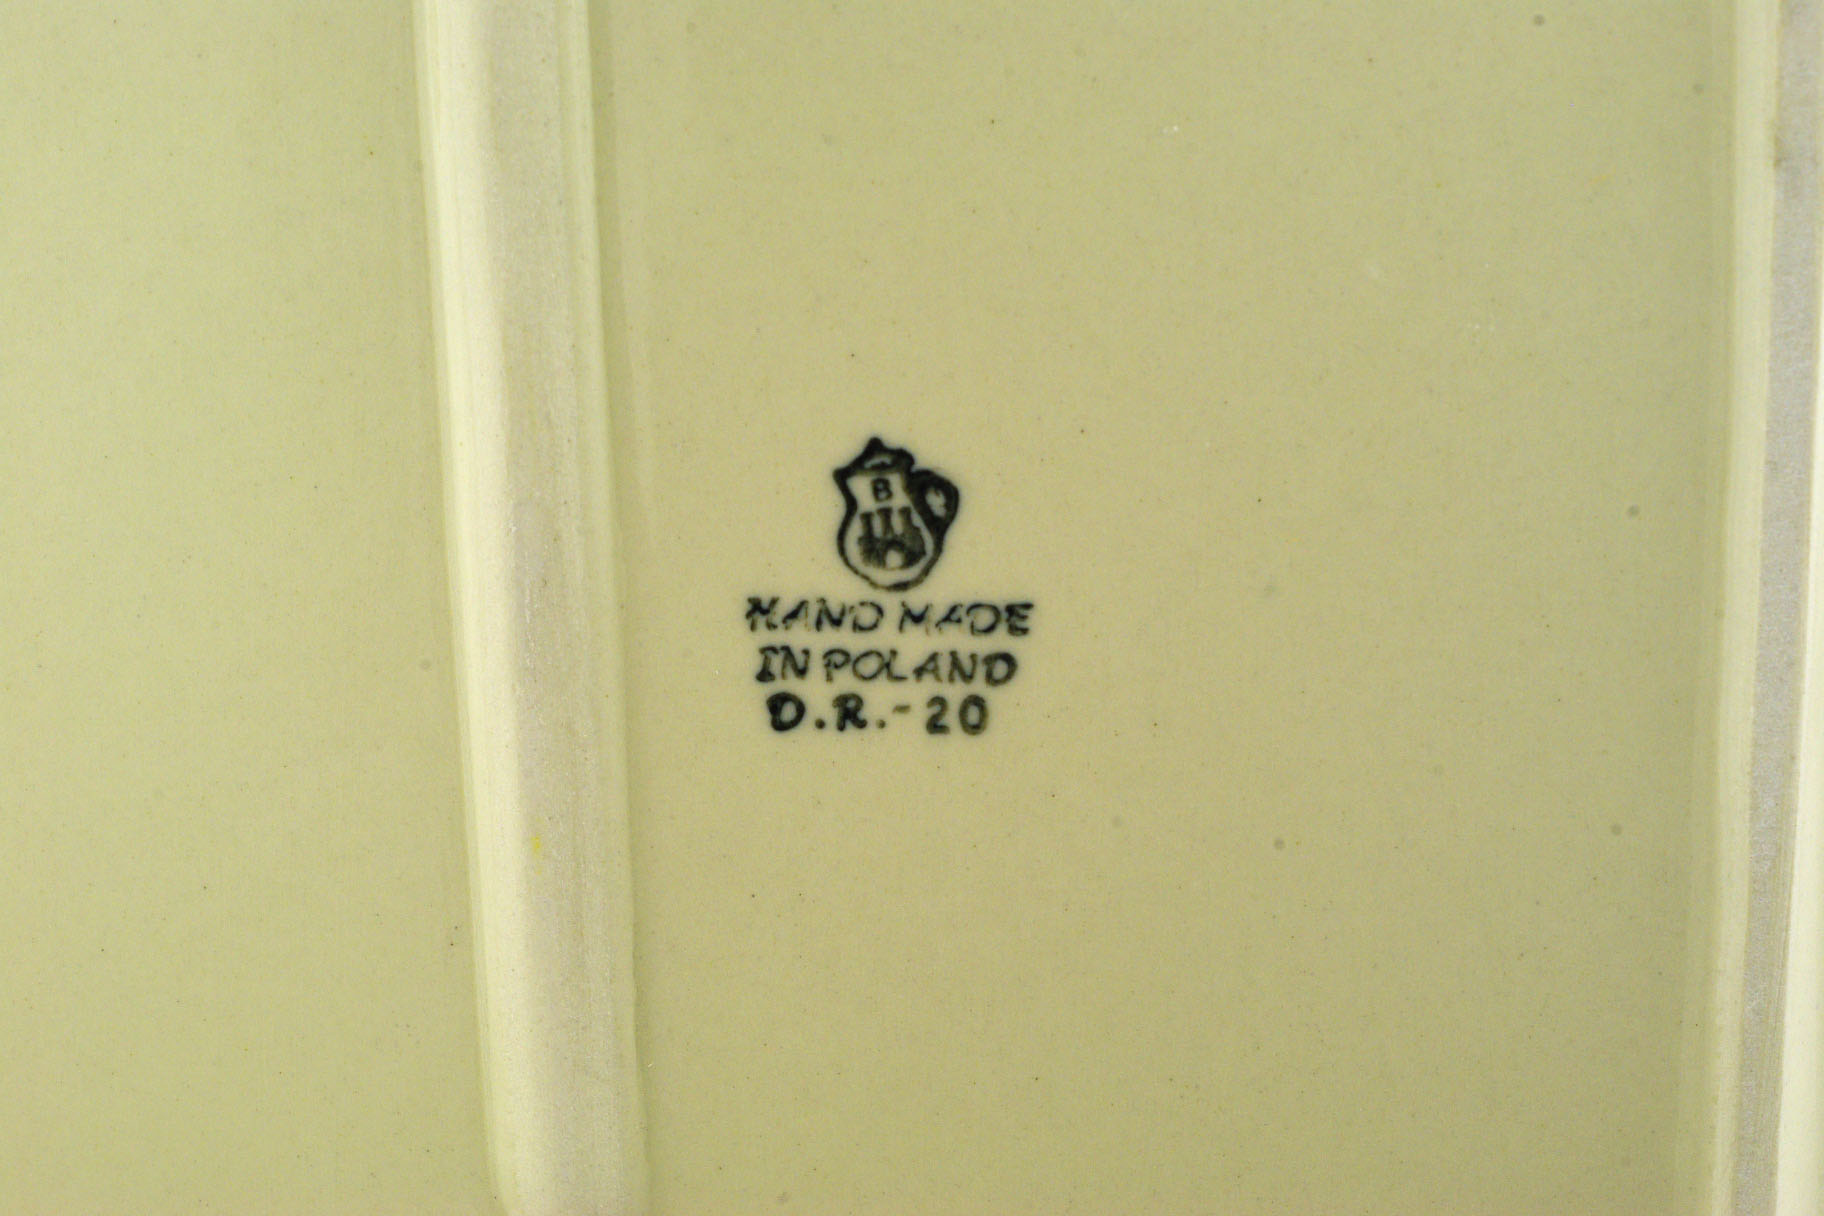 B
HAND MADE
IN POLAND
D.R.-20